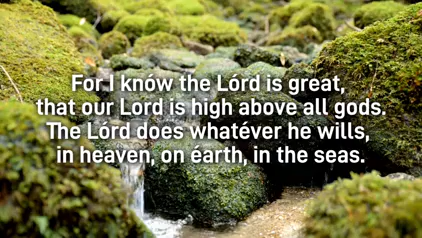 For I knów the Lórd is great,
that our Lord is high above all gods.
The Lórd does whatéver he wills,
in heaven, on éarth, in the seas.